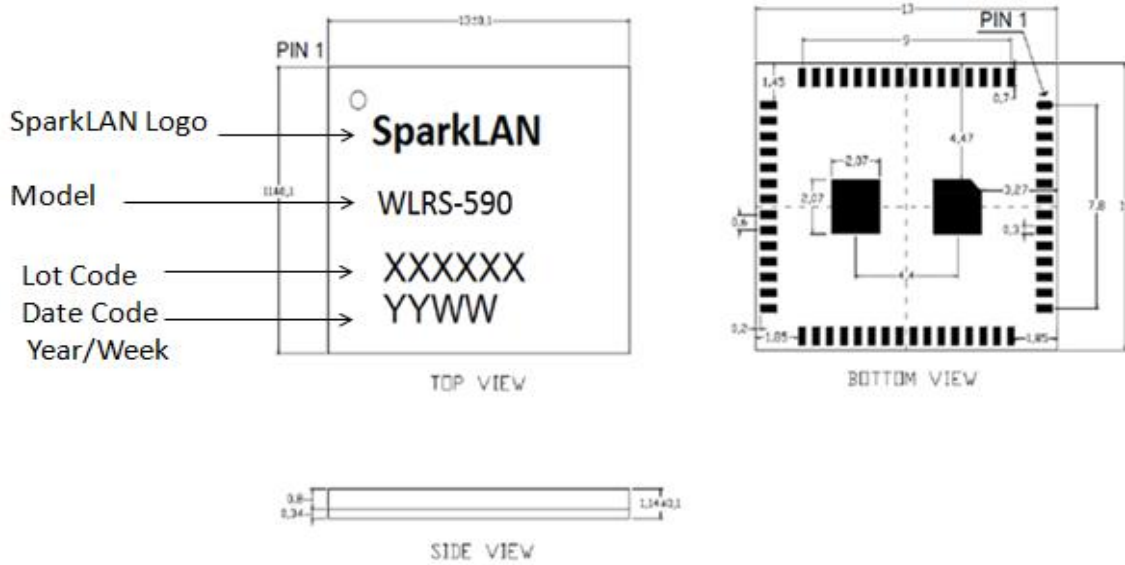 13±0,1
PIN 1
SparkLAN Logo
SparkLAN
Model
WLRS-590
Lot Code
XXXXXX
Date Code
YYWW
Year/Week
TOP VIEW
13
PIN 1
9
1,45
0,7
4,47
2,07
2,07
3,27
7,8
0,6
0,3
4,4
0,2
1,85
1,85
BOTTOM VIEW
0,8
0,34
1,14±0,1
SIDE VIEW